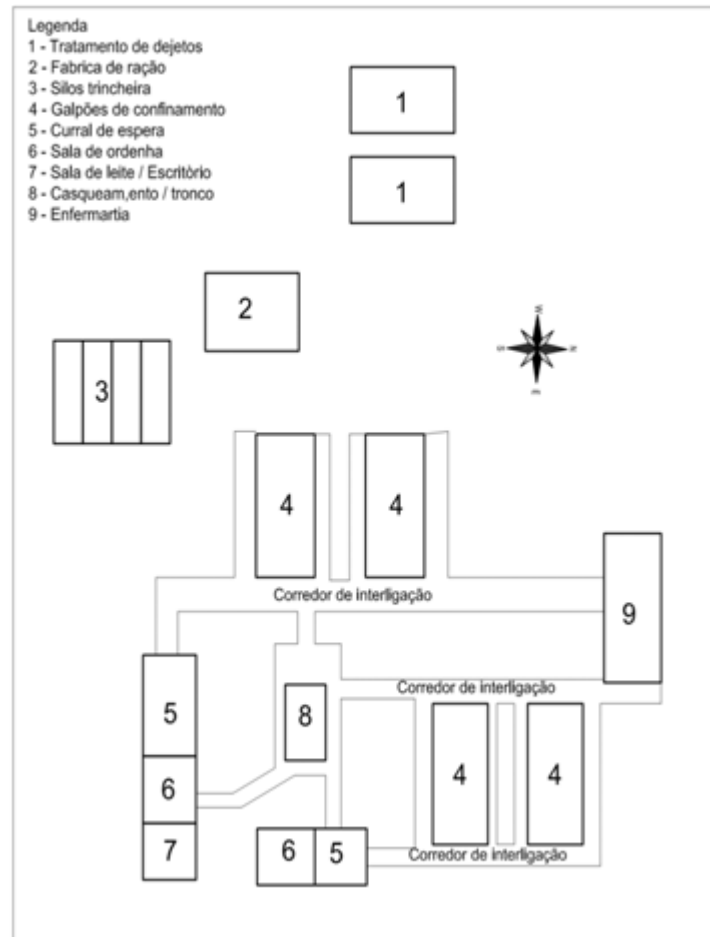 Legenda
1 - Tratamento de dejetos
2 - Fabrica de ração
3 - Silos trincheira
4 - Galpões de confinamento
5 - Curral de espera
6 - Sala de ordenha
7 - Sala de leite / Escritòrio
8 - Casqueam,ento / tronco
9 - Enfermartia
1
1
2
W
S
N
E
3
4
4
Corredor de interligação
9
5
Corredor de interligação
8
6
4
4
7
6
5
Corredor de interligação